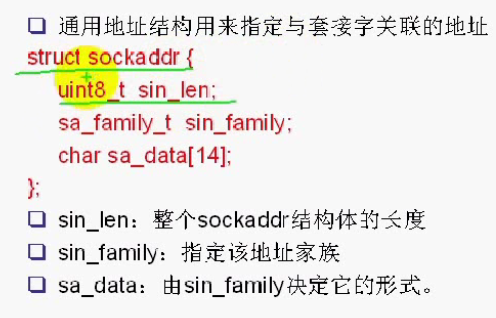 通用地址结构用来指定与套接字关联的地址
struct sockaddr {
uint8_t sin_len;
sa_family_t sin_family;
char sa_data[14];
};
sin_len：整个sockaddr结构体的长度
sin_family：指定该地址家族
sa_data：由sin_family决定它的形式。